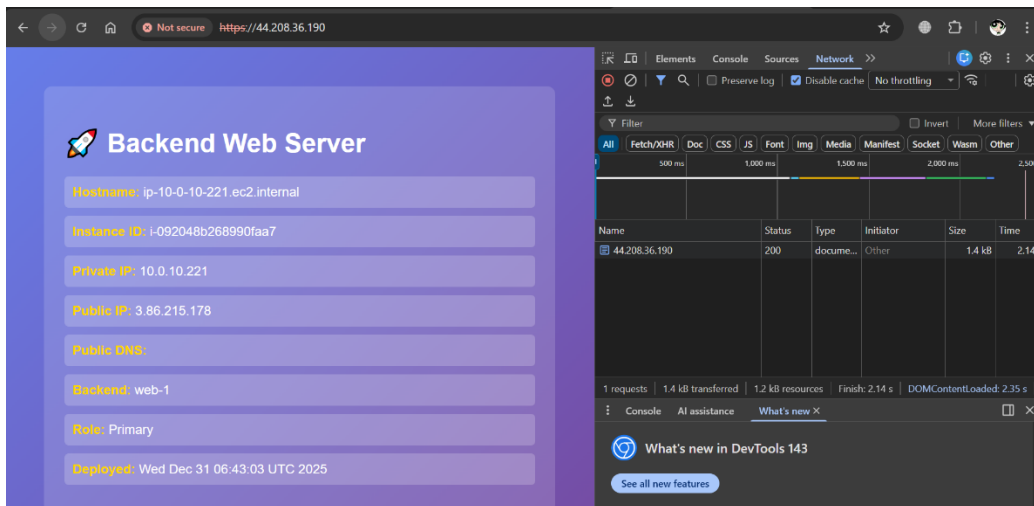 Not secure https://44.208.36.190
🚀 Backend Web Server
Hostname: ip-10-0-10-221.ec2.internal
Instance ID: i-092048b268990faa7
Private IP: 10.0.10.221
Public IP: 3.86.215.178
Public DNS:
Backend: web-1
Role: Primary
Deployed: Wed Dec 31 06:43:03 UTC 2025
Elements Console Sources Network
Preserve log Disable cache No throttling
Filter Invert More filters
All Fetch/XHR Doc CSS JS Font Img Media Manifest Socket Wasm Other
500 ms 1,000 ms 1,500 ms 2,000 ms 2,50
Name Status Type Initiator Size Time
44.208.36.190 200 docume... Other 1.4 kB 2.14
1 requests 1.4 kB transferred 1.2 kB resources Finish: 2.14 s DOMContentLoaded: 2.35 s
Console AI assistance What's new
What's new in DevTools 143
See all new features